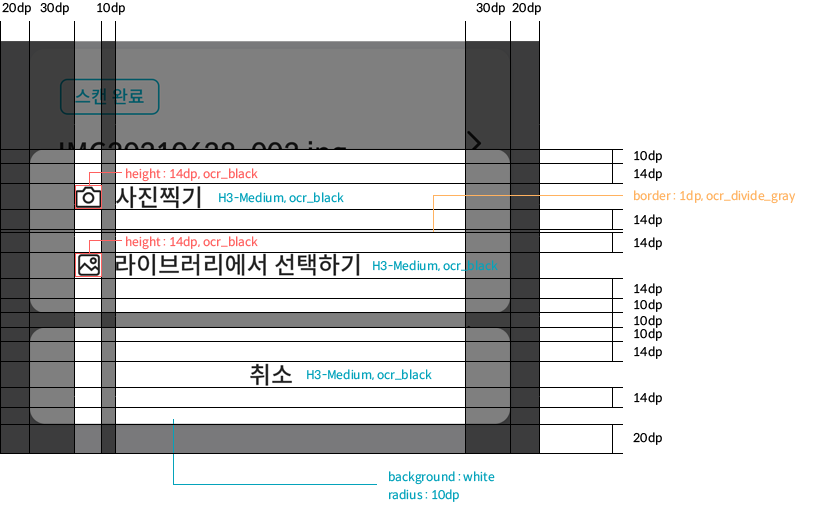 20dp 30dp 10dp 30dp 20dp
스캔 완료
10dp
height : 14dp, ocr_black
14dp
사진찍기 H3-Medium, ocr_black
border : 1dp, ocr_divide_gray
14dp
height : 14dp, ocr_black
14dp
라이브러리에서 선택하기 H3-Medium, ocr_black
14dp
10dp
10dp
10dp
14dp
취소 H3-Medium, ocr_black
14dp
20dp
background : white
radius : 10dp